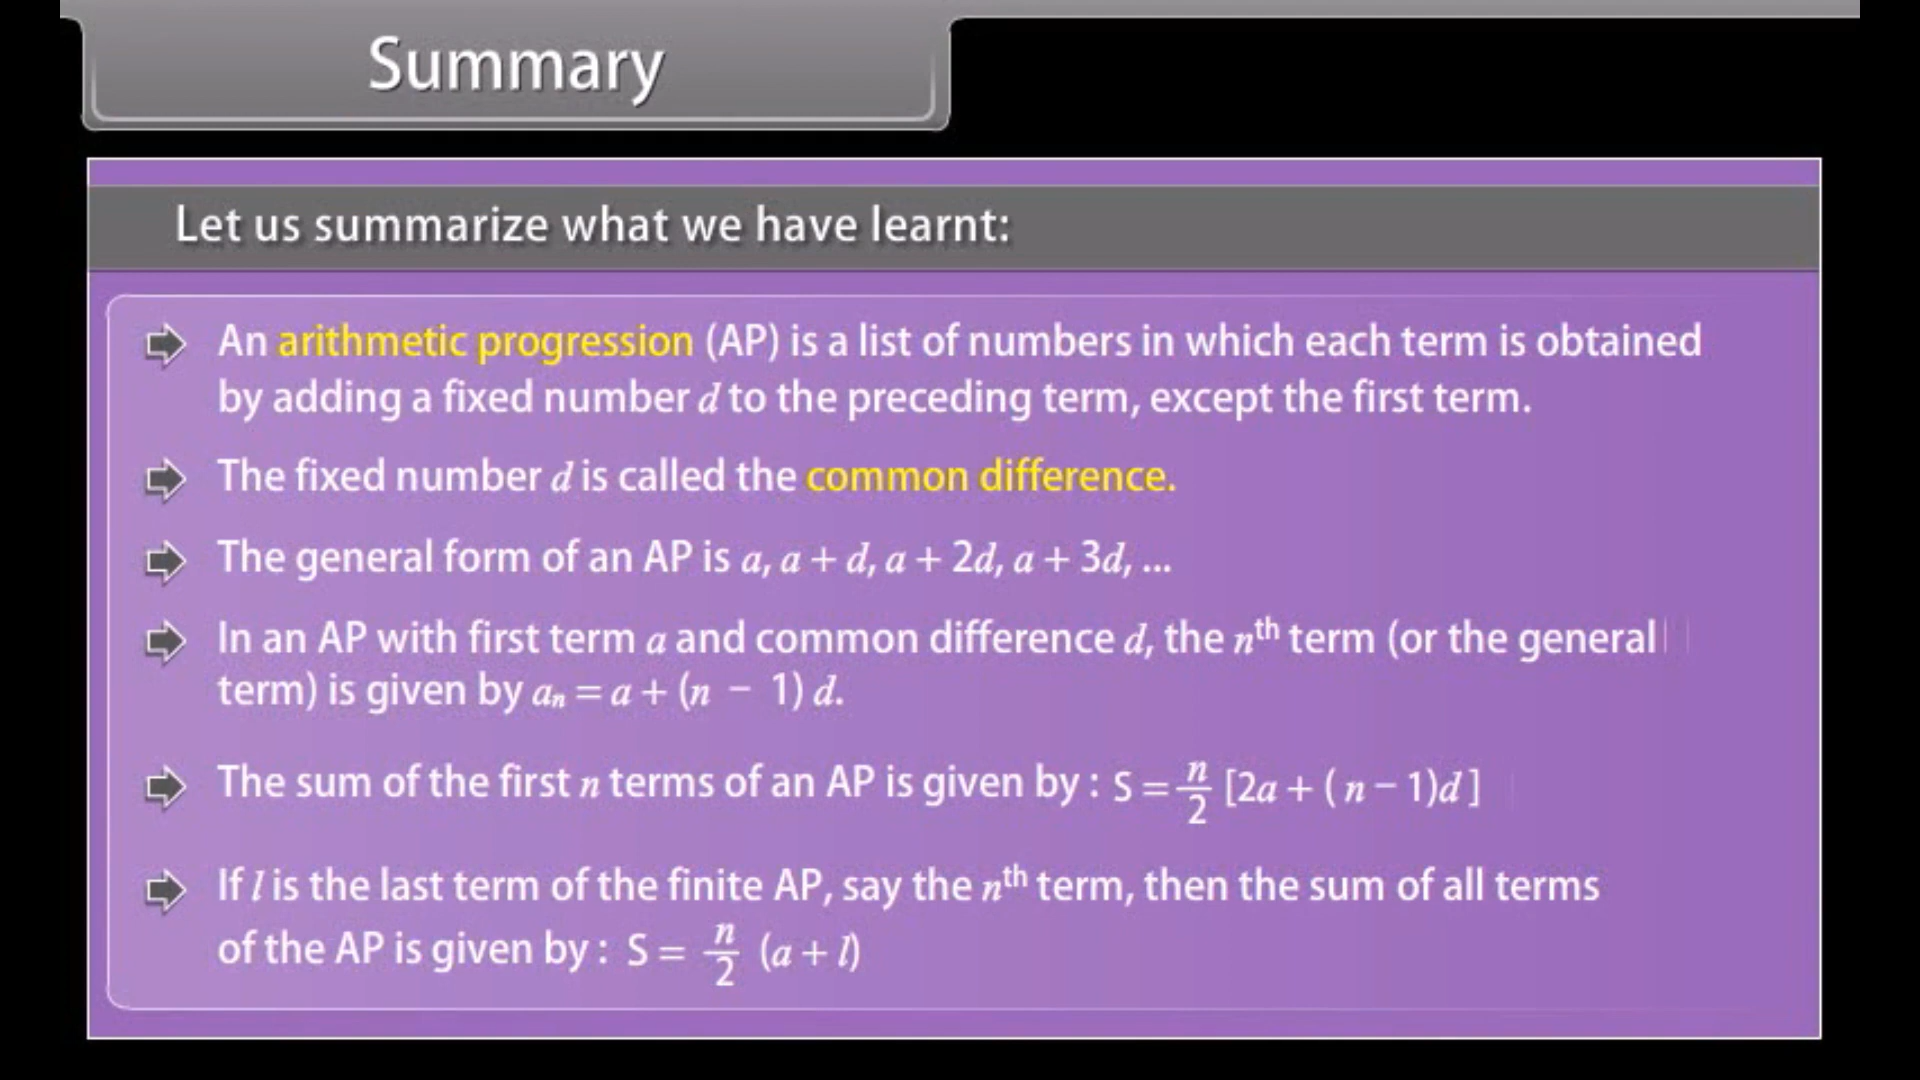 Summary
Let us summarize what we have learnt:
An arithmetic progression (AP) is a list of numbers in which each term is obtained
by adding a fixed number d to the preceding term, except the first term.
The fixed number d is called the common difference.
The general form of an AP is a, a + d, a + 2d, a + 3d, ...
In an AP with first term a and common difference d, the nᵗʰ term (or the general
term) is given by aₙ = a + (n − 1) d.
The sum of the first n terms of an AP is given by : S = n/2 [2a + ( n − 1)d ]
If l is the last term of the finite AP, say the nᵗʰ term, then the sum of all terms
of the AP is given by : S = n/2 (a + l)